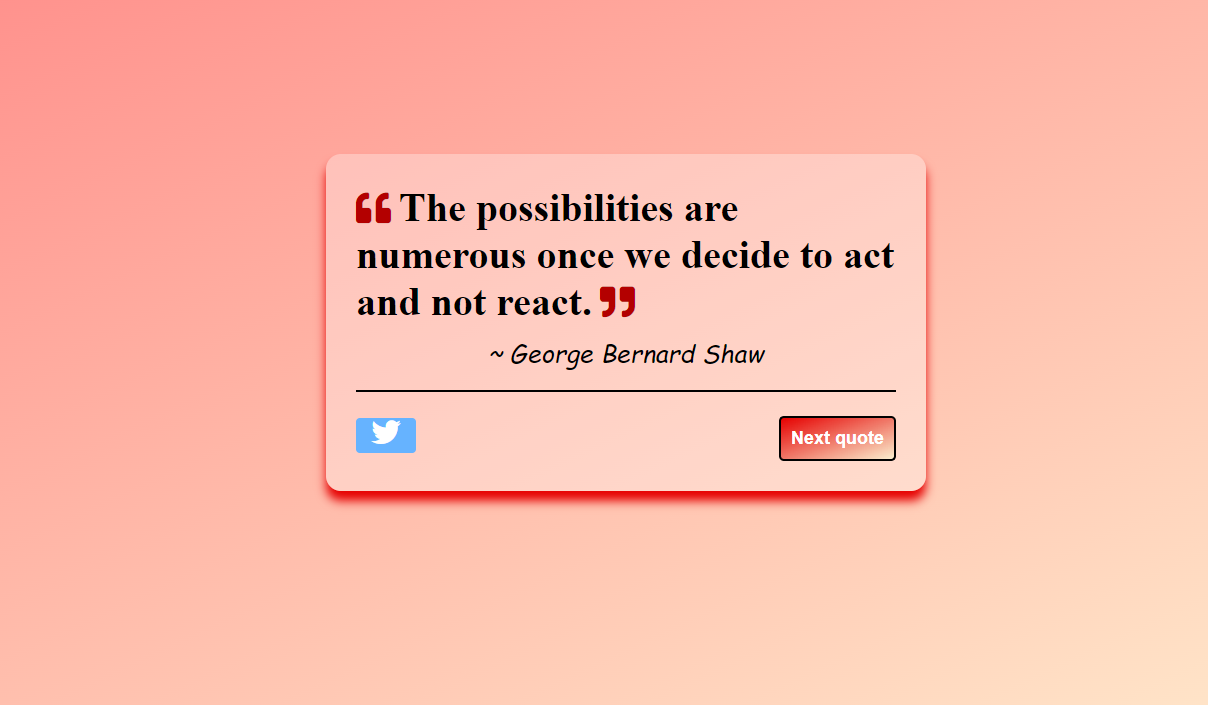 ❝ The possibilities are
numerous once we decide to act
and not react. ❞
~ George Bernard Shaw
Next quote